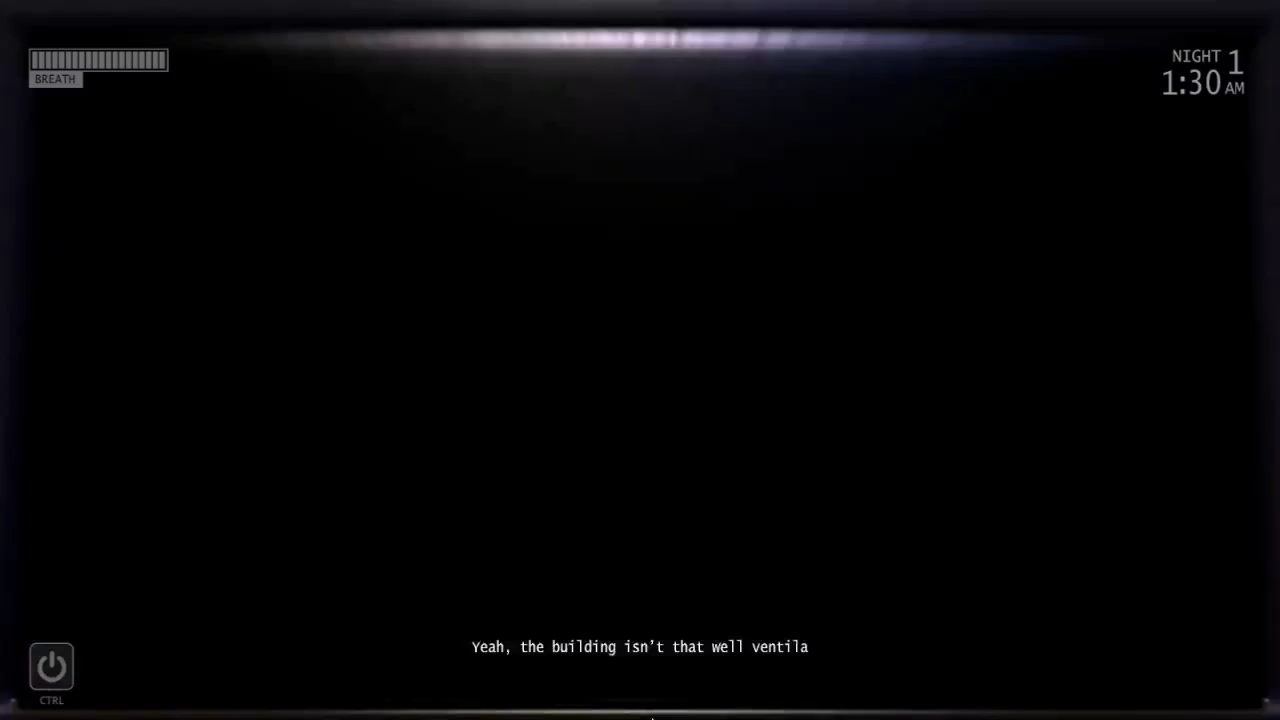 BREATH
NIGHT 1
1:30 AM
Yeah, the building isn't that well ventila
CTRL